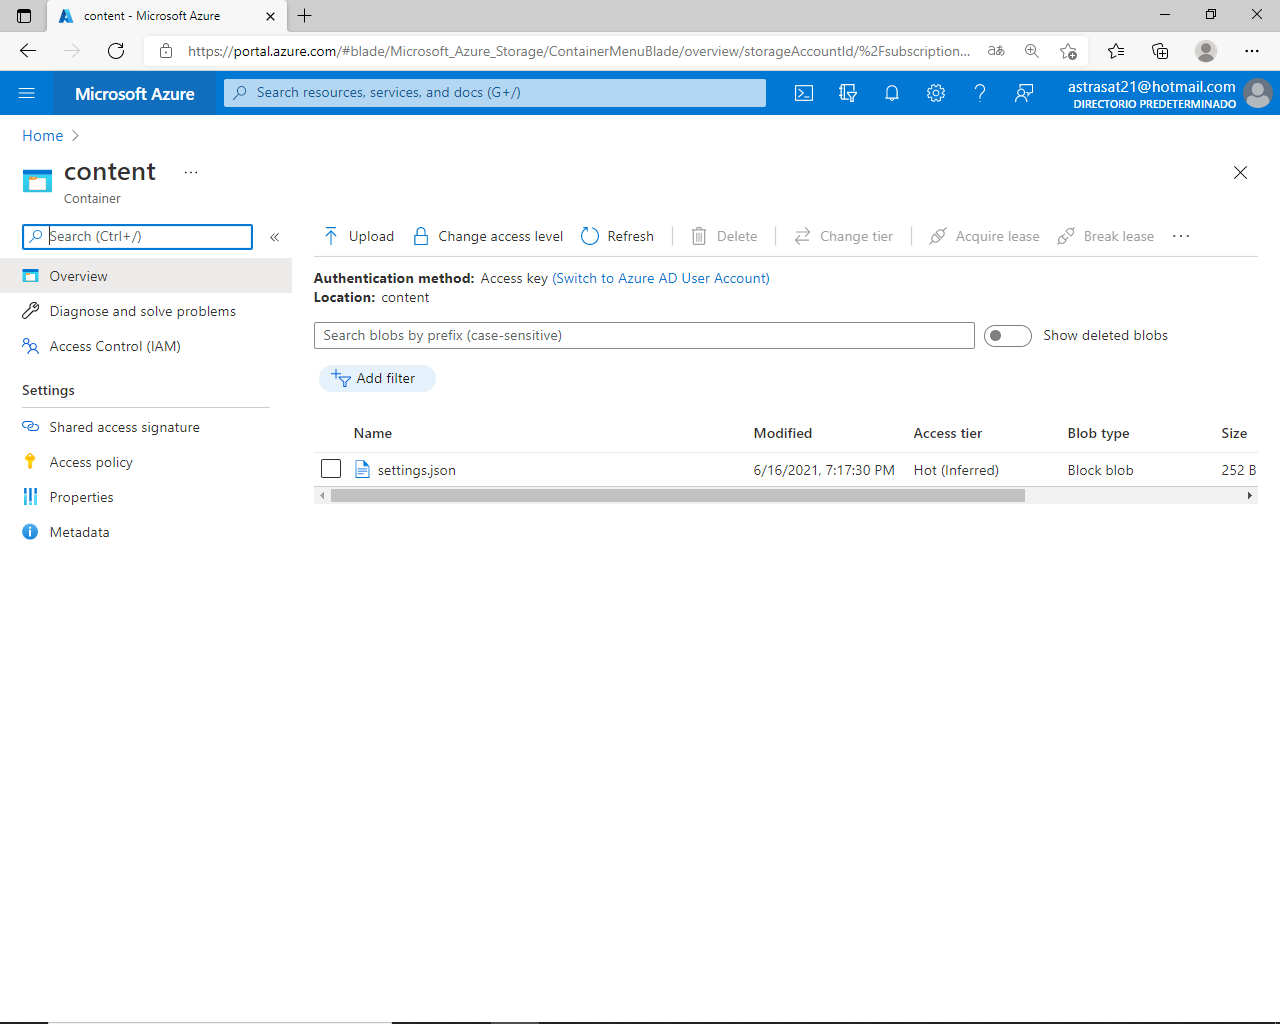 content - Microsoft Azure
https://portal.azure.com/#blade/Microsoft_Azure_Storage/ContainerMenuBlade/overview/storageAccountId/%2Fsubscription...
aあ
Microsoft Azure
Search resources, services, and docs (G+/)
astrasat21@hotmail.com
DIRECTORIO PREDETERMINADO
Home
content
...
Container
Search (Ctrl+/)
«
Overview
Diagnose and solve problems
Access Control (IAM)
Settings
Shared access signature
Access policy
Properties
Metadata
Upload
Change access level
Refresh
Delete
Change tier
Acquire lease
Break lease
...
Authentication method: Access key (Switch to Azure AD User Account)
Location: content
Search blobs by prefix (case-sensitive)
Show deleted blobs
Add filter
Name Modified Access tier Blob type Size
settings.json 6/16/2021, 7:17:30 PM Hot (Inferred) Block blob 252 B